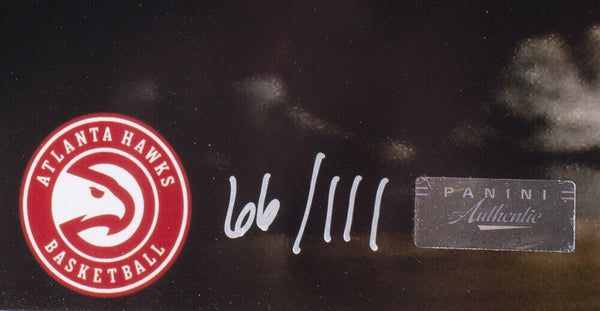 ATLANTA HAWKS
BASKETBALL
66/111
PANINI
Authentic